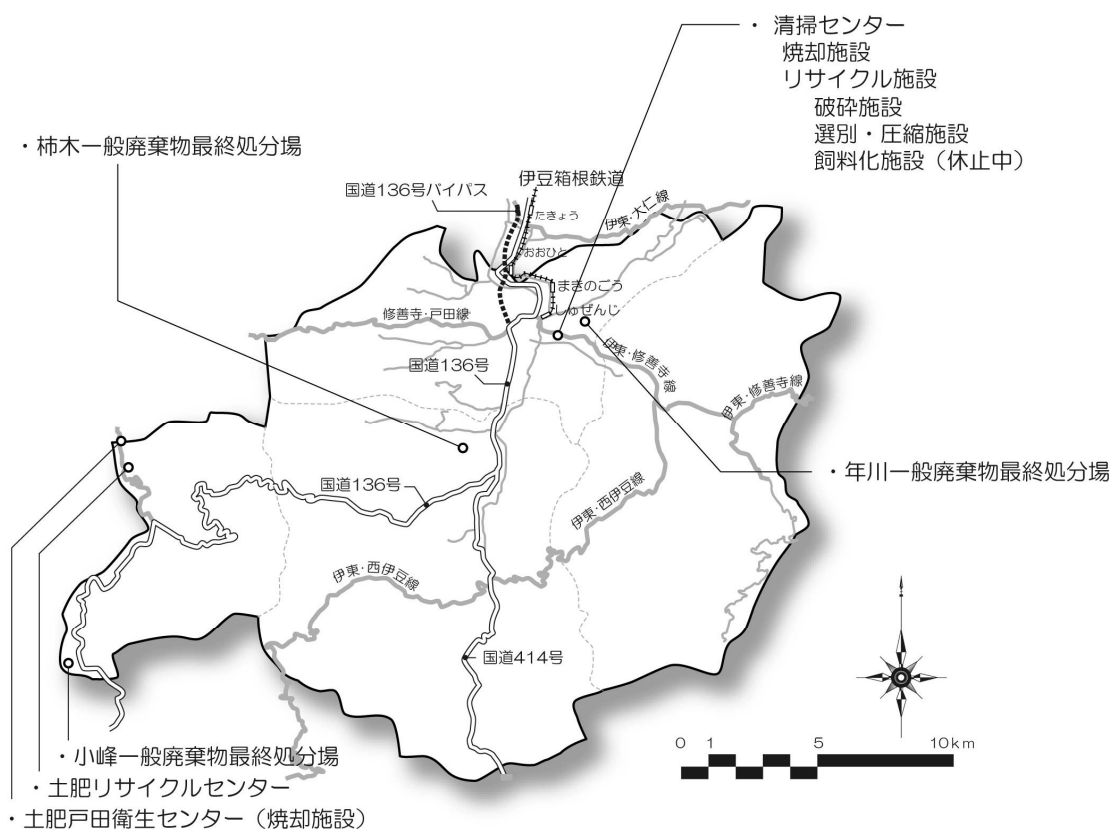 ・ 清掃センター
焼却施設
リサイクル施設
破砕施設
選別・圧縮施設
飼料化施設（休止中）
・柿木一般廃棄物最終処分場
伊豆箱根鉄道
国道136号バイパス
たきょう
伊東・大仁線
おおひと
まきのごう
しゅぜんじ
修善寺・戸田線
伊東・修善寺線
国道136号
伊東・修善寺線
・年川一般廃棄物最終処分場
国道136号
伊東・西伊豆線
伊東・西伊豆線
国道414号
0 1 5 10km
・小峰一般廃棄物最終処分場
・土肥リサイクルセンター
・土肥戸田衛生センター（焼却施設）